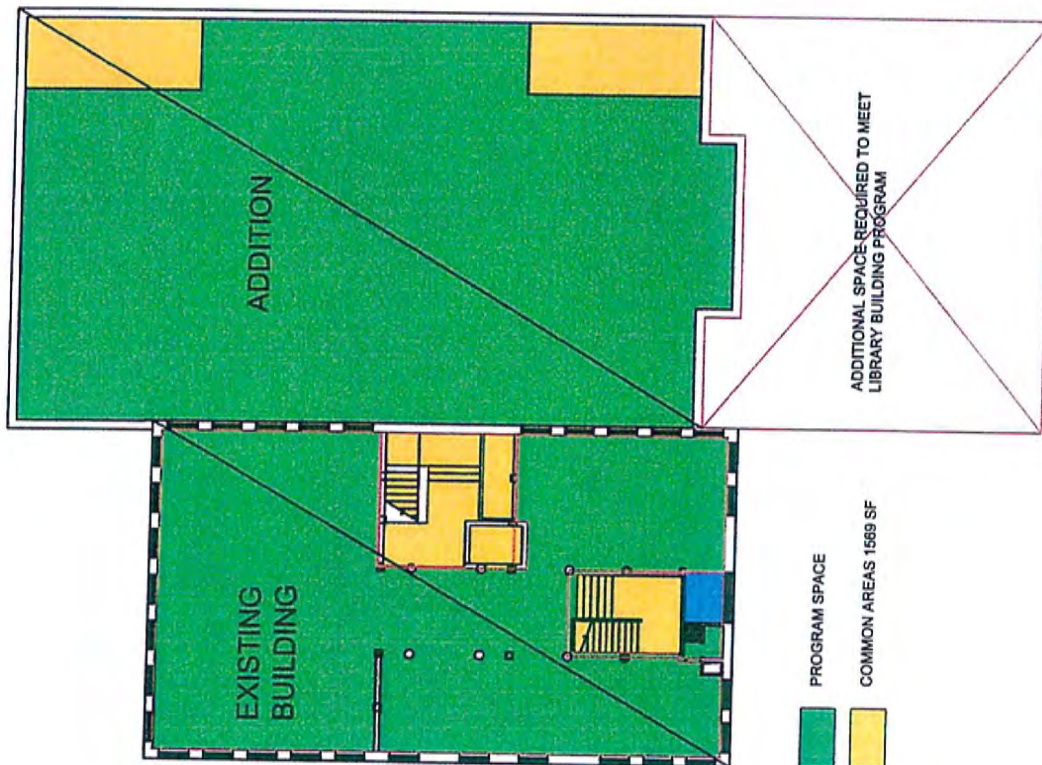 ADDITION
EXISTING
BUILDING
ADDITIONAL SPACE REQUIRED TO MEET
LIBRARY BUILDING PROGRAM
PROGRAM SPACE
COMMON AREAS 1569 SF